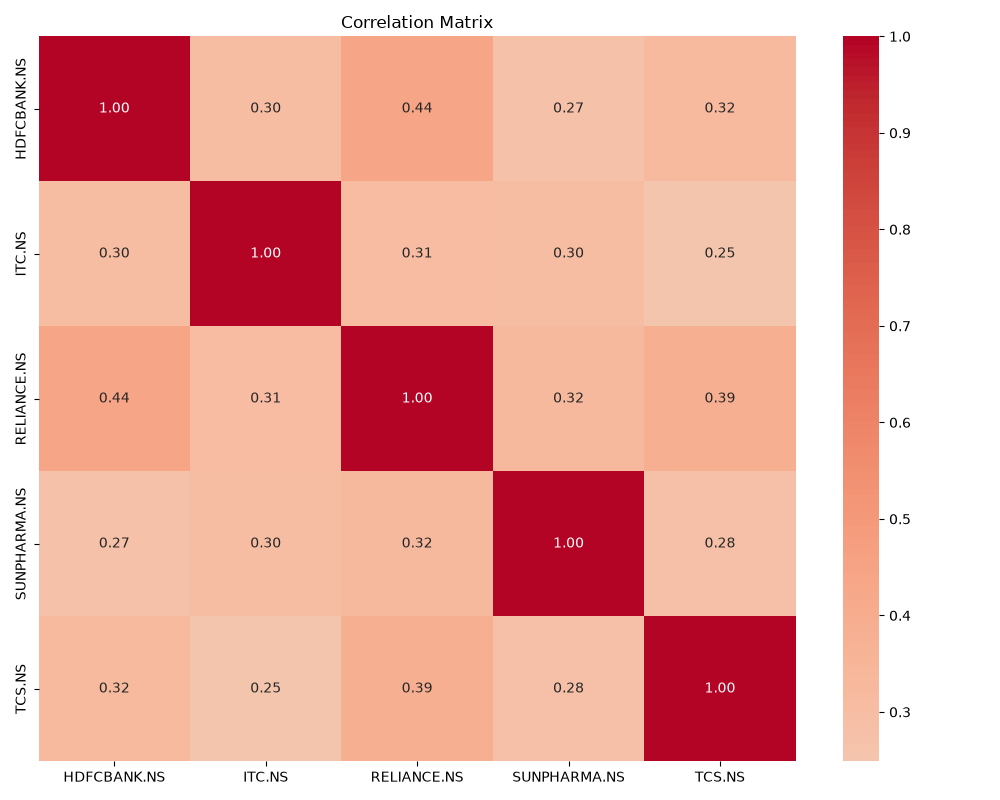 Correlation Matrix
HDFCBANK.NS 1.00 0.30 0.44 0.27 0.32
ITC.NS 0.30 1.00 0.31 0.30 0.25
RELIANCE.NS 0.44 0.31 1.00 0.32 0.39
SUNPHARMA.NS 0.27 0.30 0.32 1.00 0.28
TCS.NS 0.32 0.25 0.39 0.28 1.00
HDFCBANK.NS ITC.NS RELIANCE.NS SUNPHARMA.NS TCS.NS
1.0
0.9
0.8
0.7
0.6
0.5
0.4
0.3